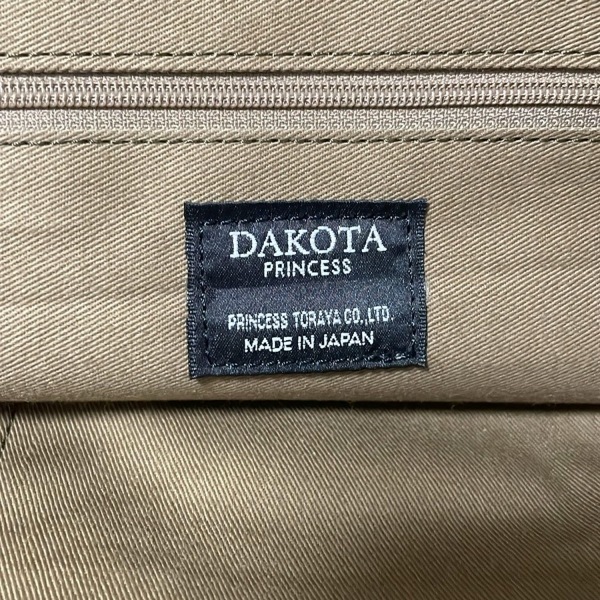 DAKOTA
PRINCESS
PRINCESS TORAYA CO.,LTD.
MADE IN JAPAN